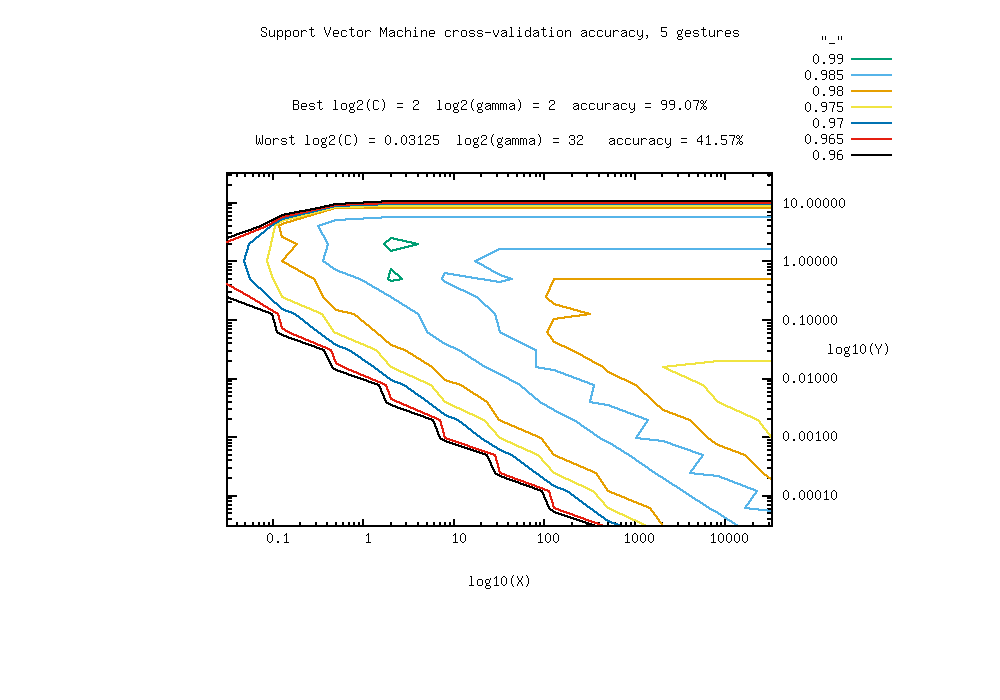 Support Vector Machine cross-validation accuracy, 5 gestures
"_"
0.99
0.985
0.98
0.975
0.97
0.965
0.96
Best log2(C) = 2  log2(gamma) = 2  accuracy = 99.07%
Worst log2(C) = 0.03125  log2(gamma) = 32   accuracy = 41.57%
10.00000
1.00000
0.10000
log10(Y)
0.01000
0.00100
0.00010
0.1 1 10 100 1000 10000
log10(X)